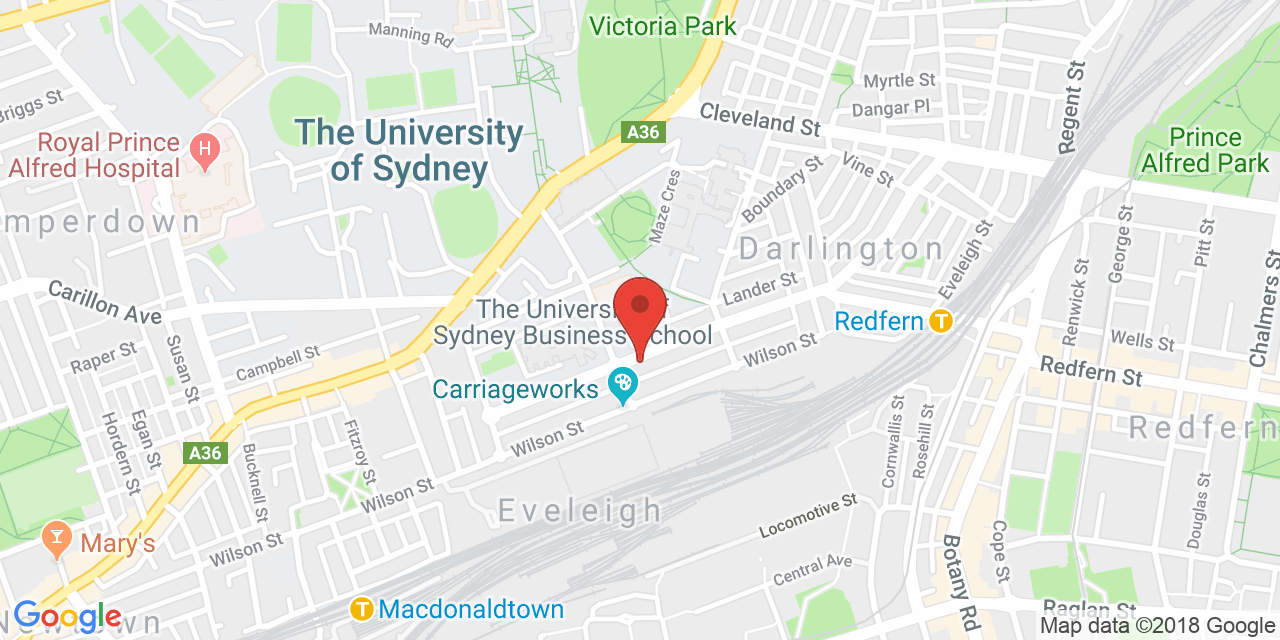 Manning Rd
Victoria Park
Briggs St
Royal Prince
Alfred Hospital
H
The University
of Sydney
A36
Cleveland St
Myrtle St
Dangar Pl
Regent St
Prince
Alfred Park
Vine St
Boundary St
Maze Cres
mperdown
Darlington
Eveleigh St
George St
Pitt St
Renwick St
Chalmers St
Carillon Ave
Lander St
The University of
Sydney Business School
Redfern
T
Wells St
Raper St
Susan St
Campbell St
Wilson St
Redfern St
Carriageworks
Egan St
Hordern St
Fitzroy St
Bucknell St
A36
Wilson St
Cornwallis St
Rosehill St
Redfern
Wilson St
Eveleigh
Locomotive St
Douglas St
Mary's
Wilson St
Central Ave
Cope St
Botany Rd
T
Macdonaldtown
Raglan St
Google
Newtown
Map data ©2018 Google